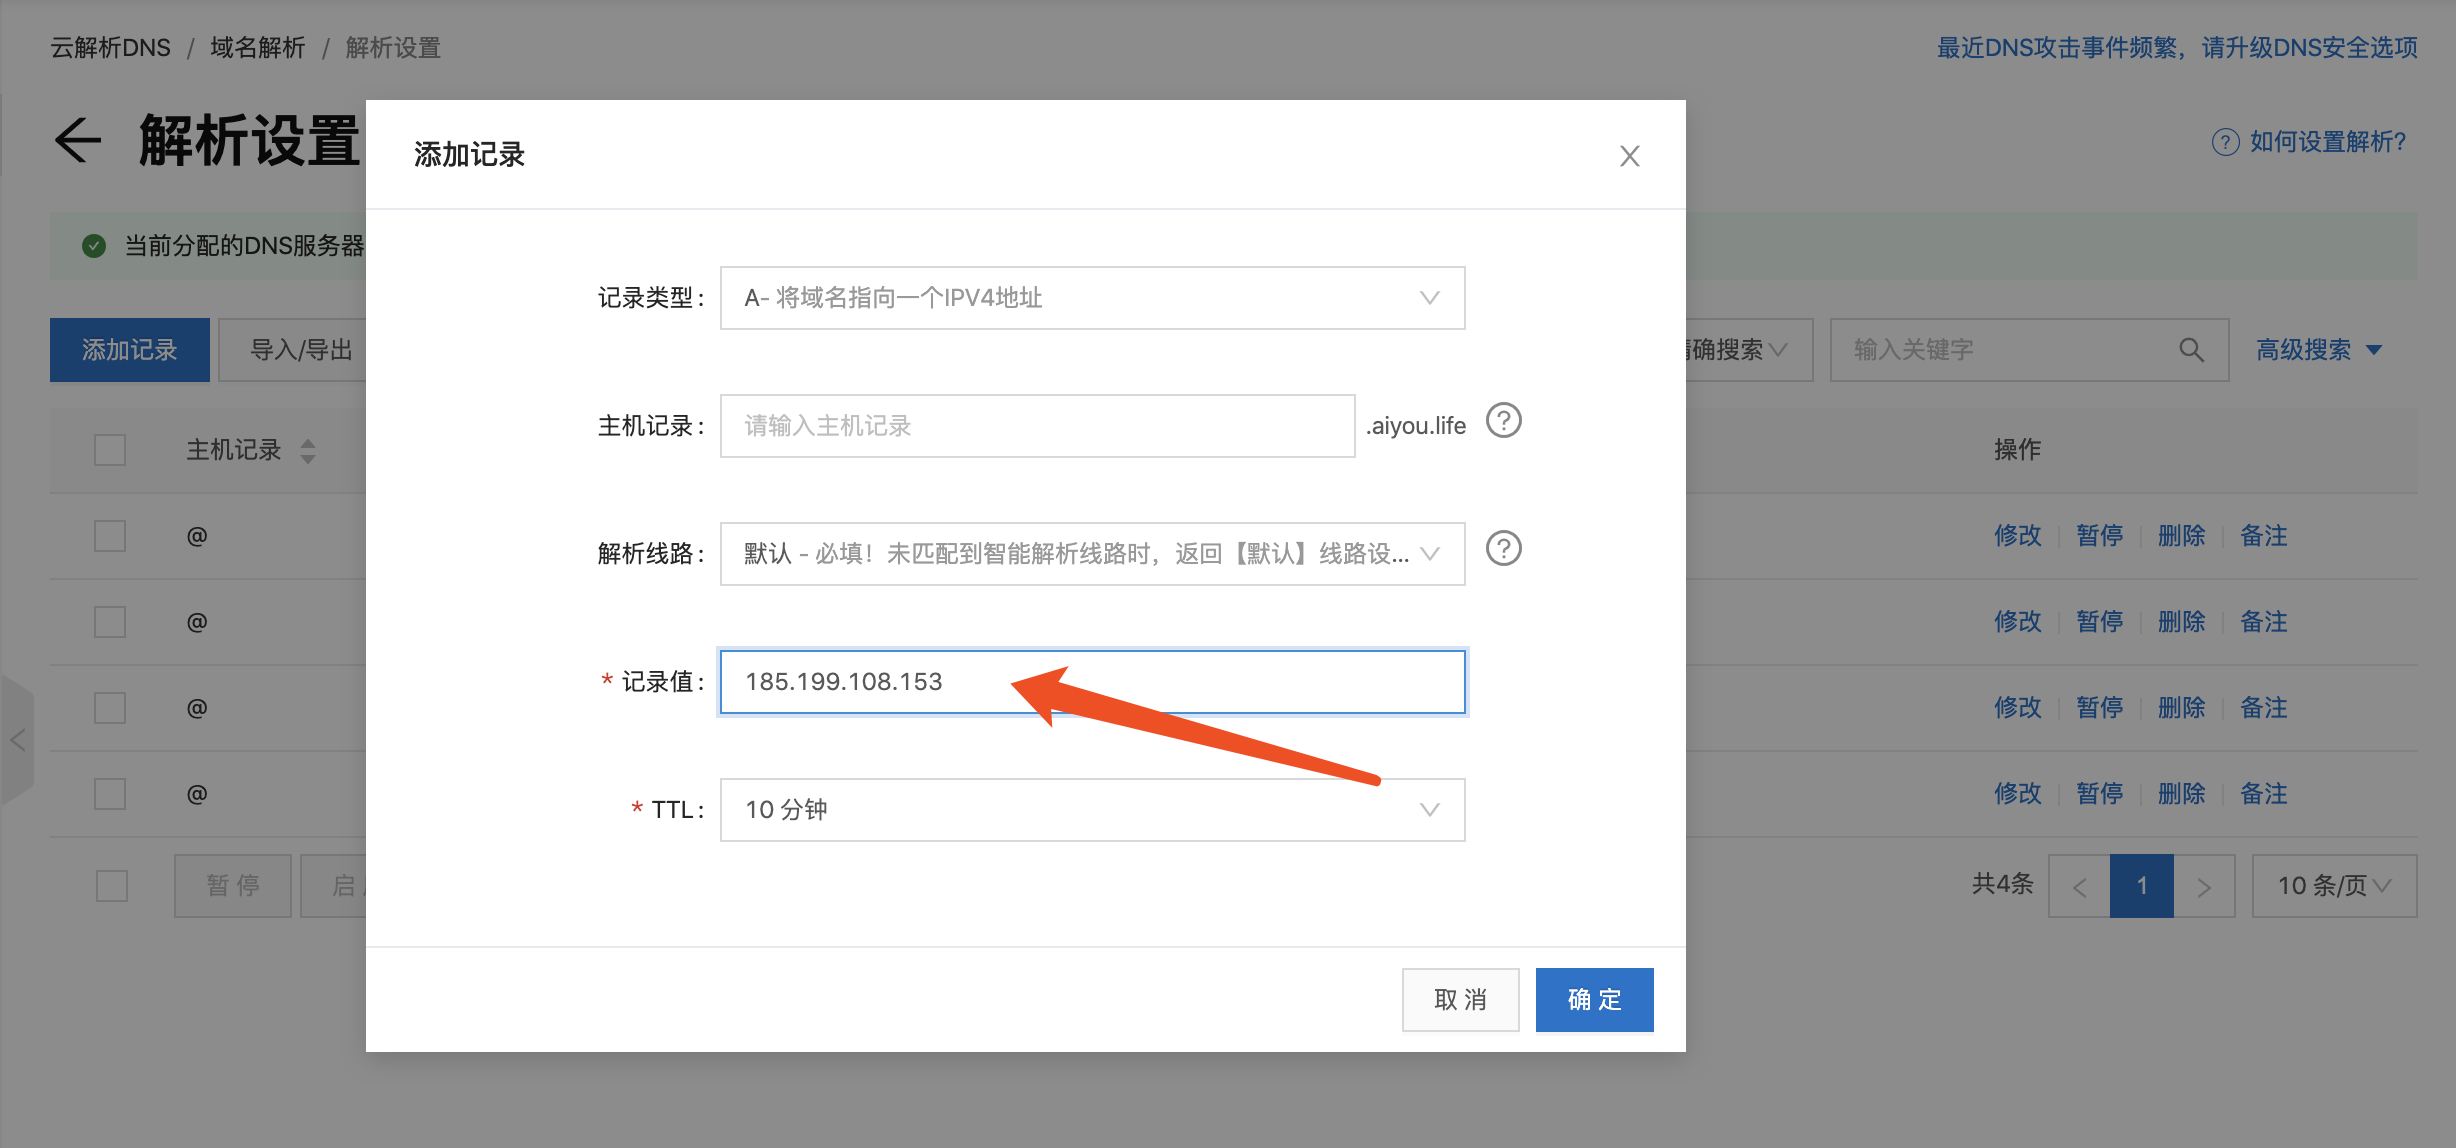 云解析DNS / 域名解析 / 解析设置
最近DNS攻击事件频繁，请升级DNS安全选项
解析设置
如何设置解析?
当前分配的DNS服务器
添加记录
导入/导出
确搜索
输入关键字
高级搜索
主机记录
操作
@
修改 暂停 删除 备注
@
修改 暂停 删除 备注
@
修改 暂停 删除 备注
@
修改 暂停 删除 备注
暂 停
启
共4条
1
10 条/页
添加记录
记录类型: A- 将域名指向一个IPV4地址
主机记录: 请输入主机记录 .aiyou.life
解析线路: 默认 - 必填！未匹配到智能解析线路时，返回【默认】线路设...
* 记录值: 185.199.108.153
* TTL: 10 分钟
取 消
确 定